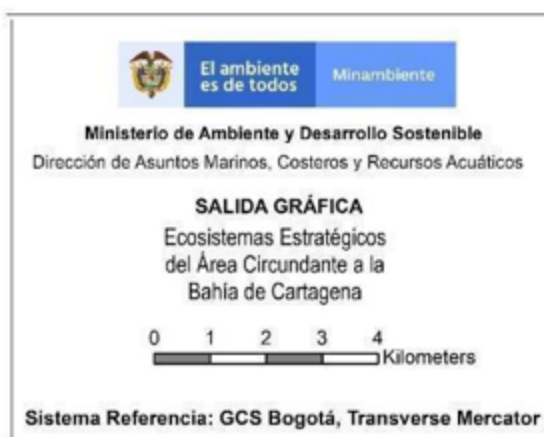 El ambiente
es de todos
Minambiente
Ministerio de Ambiente y Desarrollo Sostenible
Dirección de Asuntos Marinos, Costeros y Recursos Acuáticos
SALIDA GRÁFICA
Ecosistemas Estratégicos
del Área Circundante a la
Bahía de Cartagena
0 1 2 3 4
Kilometers
Sistema Referencia: GCS Bogotá, Transverse Mercator